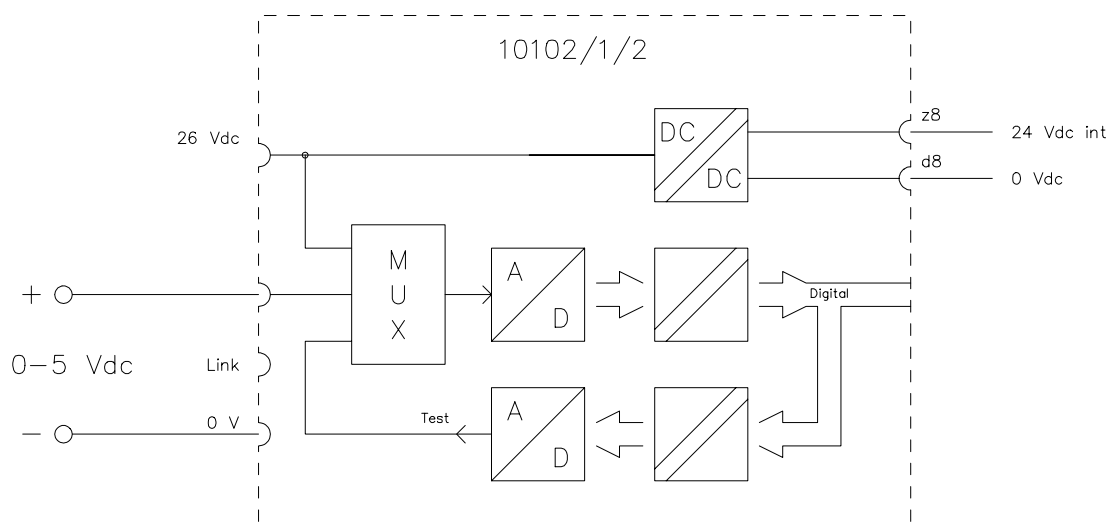 10102/1/2
26 Vdc
DC
DC
z8
24 Vdc int
d8
0 Vdc
M
U
X
A
D
Digital
+
0-5 Vdc
Link
0 V
-
Test
A
D